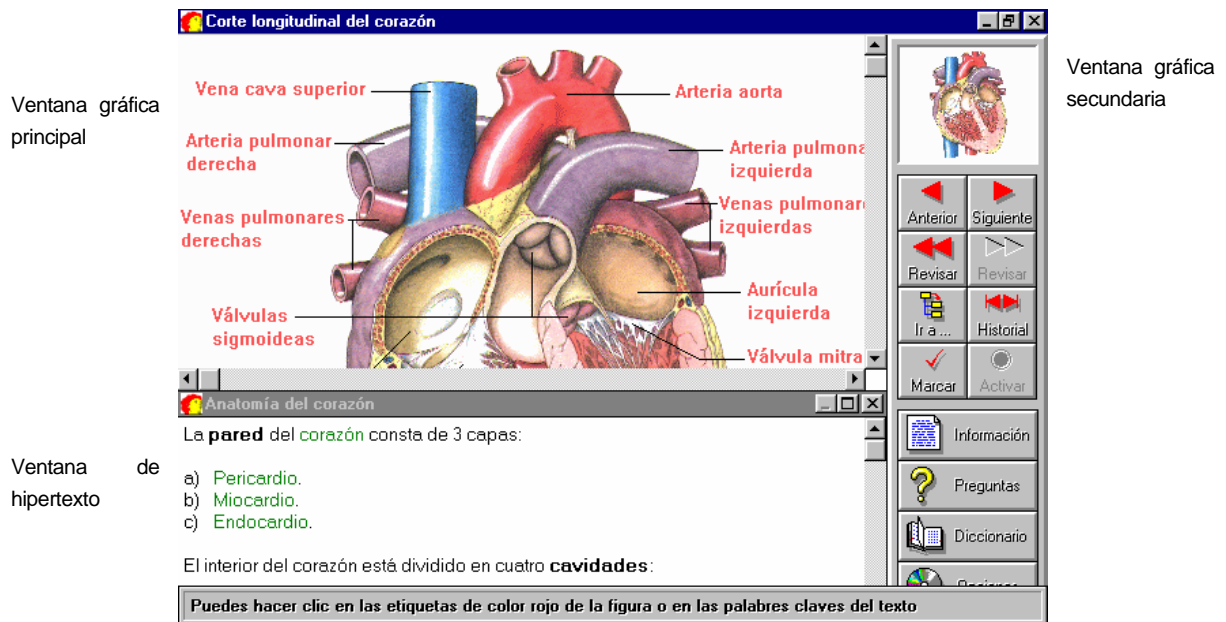 Corte longitudinal del corazón
Ventana gráfica
principal
Ventana gráfica
secundaria
Vena cava superior
Arteria aorta
Arteria pulmonar
derecha
Arteria pulmona
izquierda
Venas pulmonares
derechas
Venas pulmonar
izquierdas
Válvulas
sigmoideas
Aurícula
izquierda
Válvula mitra
Anterior
Siguiente
Revisar
Revisar
Ir a ...
Historial
Marcar
Activar
Información
Preguntas
Diccionario
Ventana de
hipertexto
Anatomía del corazón
La pared del corazón consta de 3 capas:
a) Pericardio.
b) Miocardio.
c) Endocardio.
El interior del corazón está dividido en cuatro cavidades:
Puedes hacer clic en las etiquetas de color rojo de la figura o en las palabres claves del texto